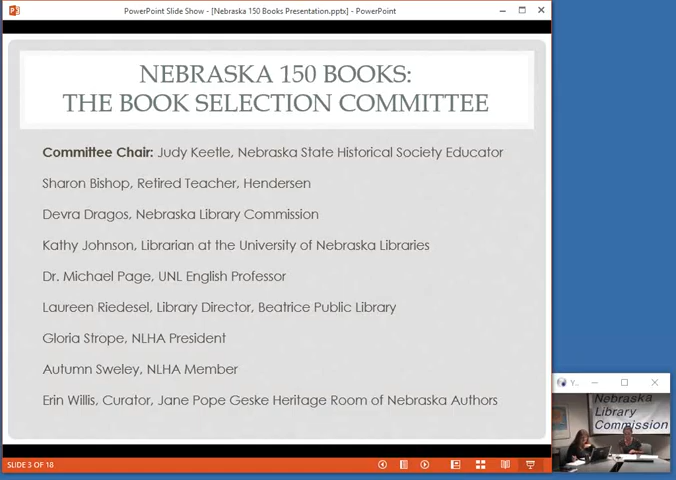 PowerPoint Slide Show - [Nebraska 150 Books Presentation.pptx] - PowerPoint
NEBRASKA 150 BOOKS:
THE BOOK SELECTION COMMITTEE
Committee Chair: Judy Keetle, Nebraska State Historical Society Educator
Sharon Bishop, Retired Teacher, Hendersen
Devra Dragos, Nebraska Library Commission
Kathy Johnson, Librarian at the University of Nebraska Libraries
Dr. Michael Page, UNL English Professor
Laureen Riedesel, Library Director, Beatrice Public Library
Gloria Strope, NLHA President
Autumn Sweley, NLHA Member
Erin Willis, Curator, Jane Pope Geske Heritage Room of Nebraska Authors
SLIDE 3 OF 18
Y..
Nebraska
Library
Commission